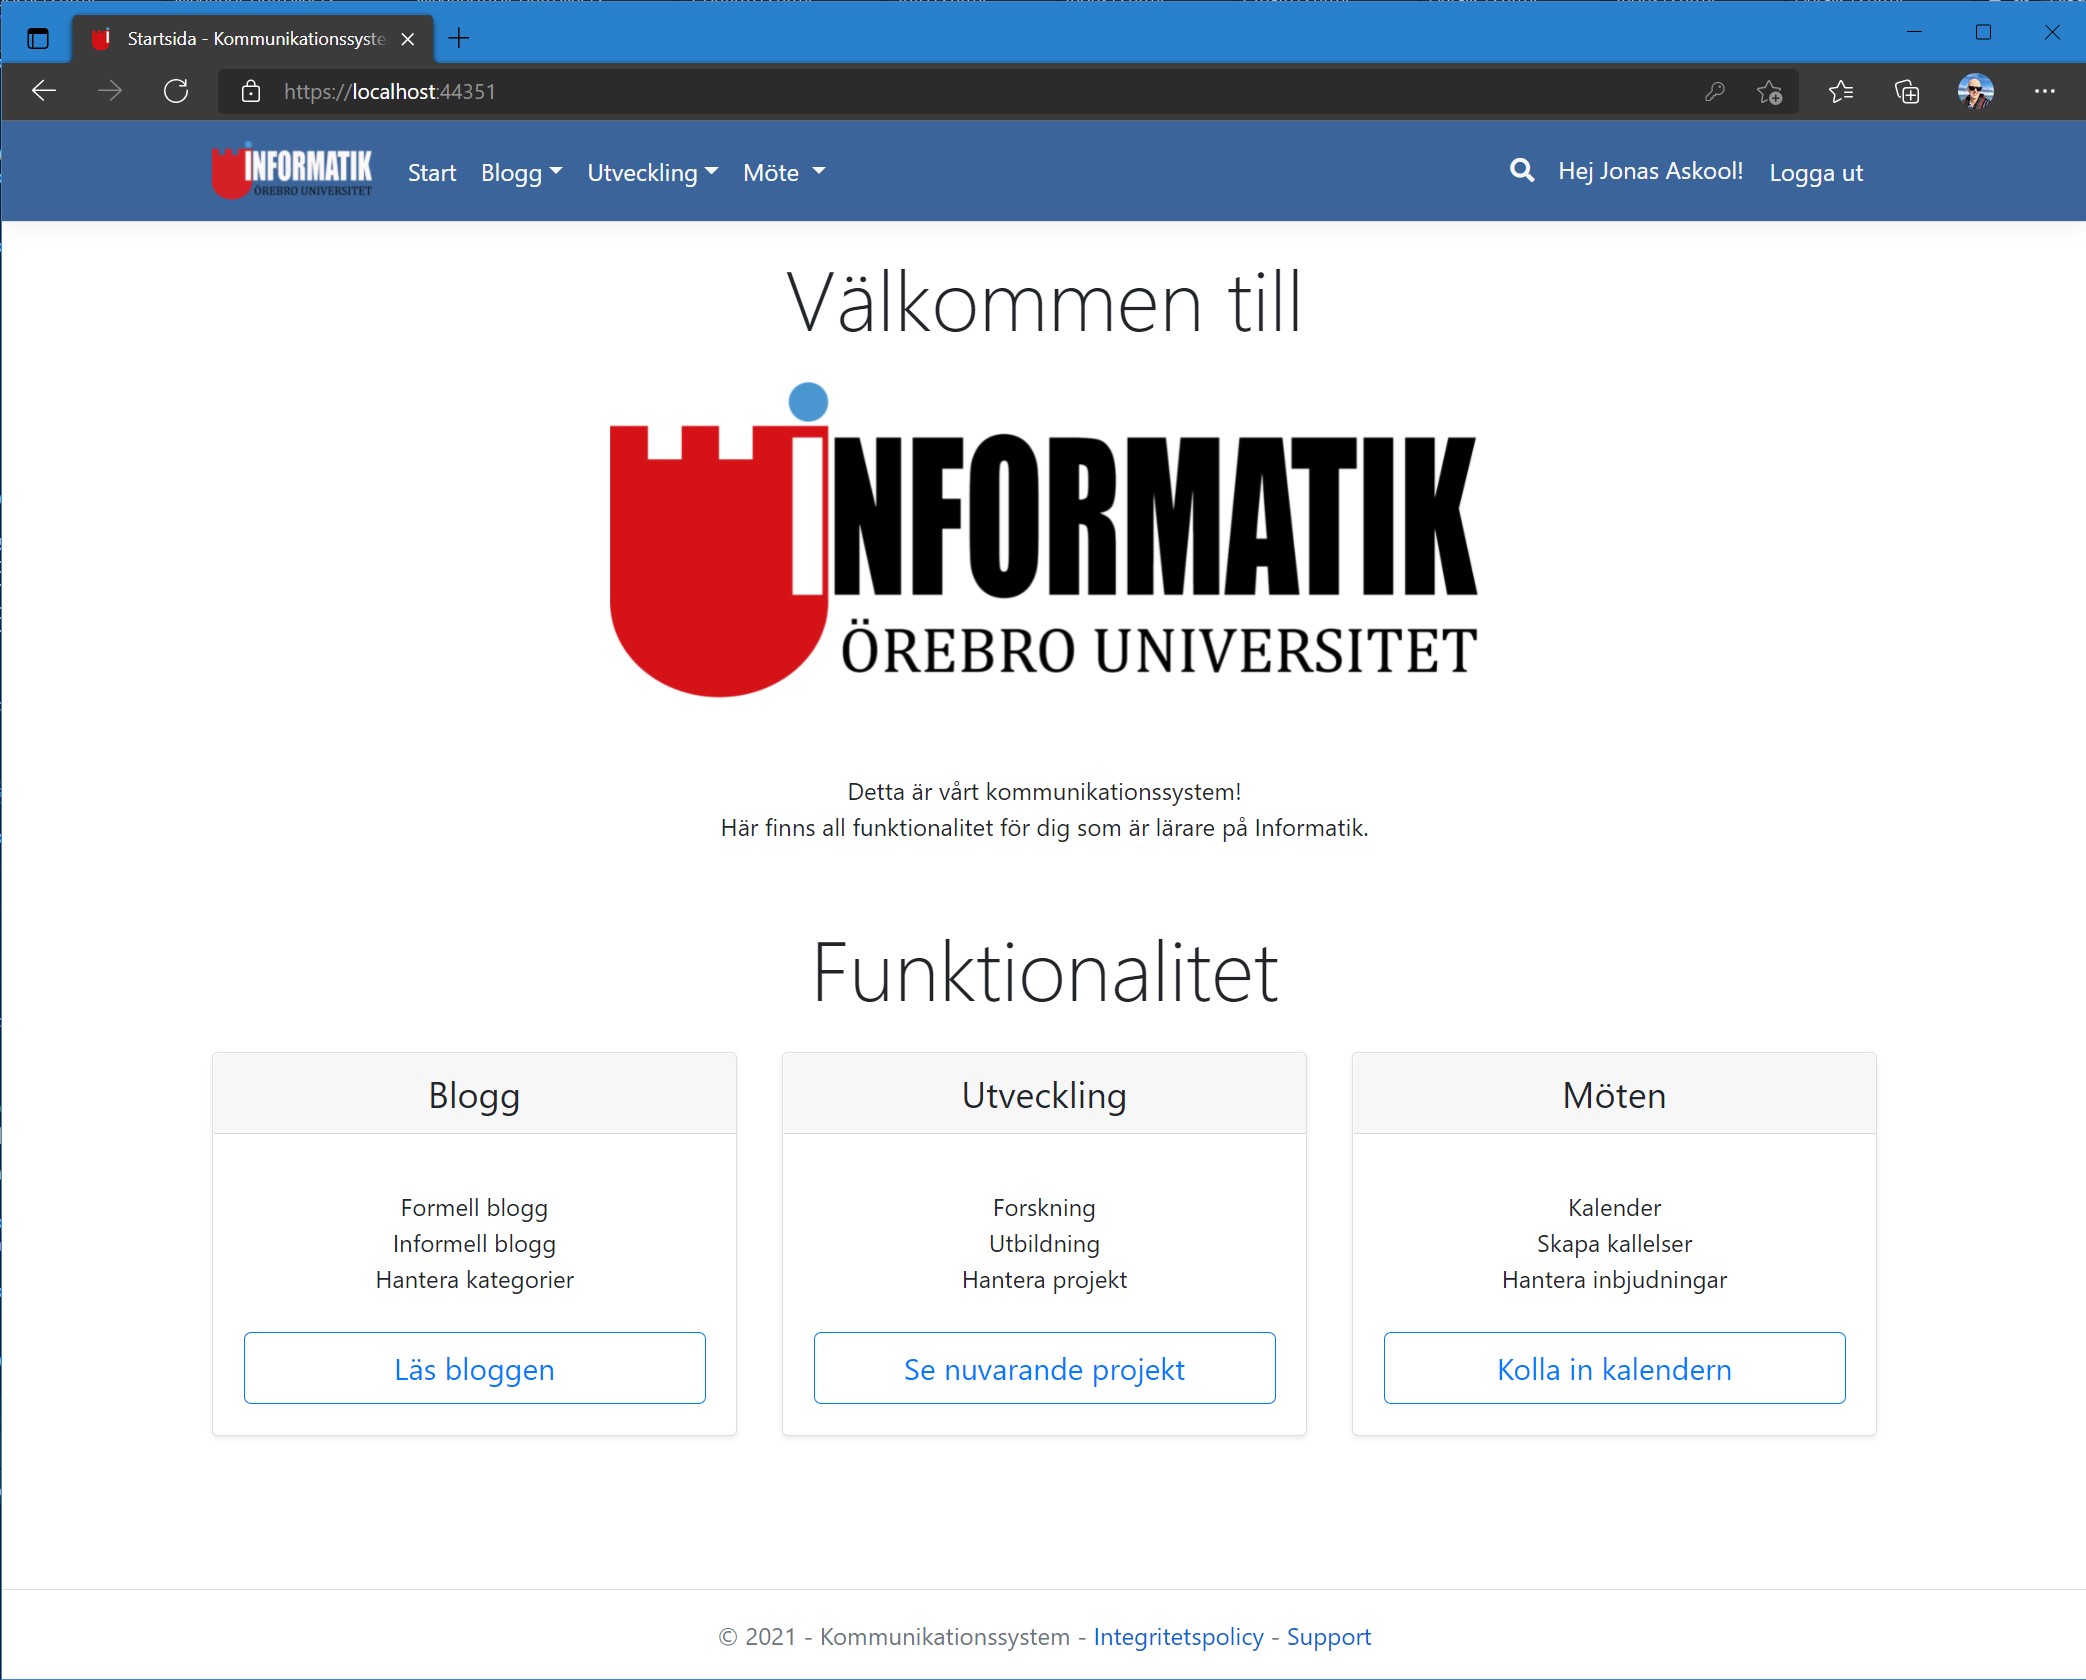 Startsida - Kommunikationssyste
https://localhost:44351
INFORMATIK
ÖREBRO UNIVERSITET
Start Blogg Utveckling Möte Hej Jonas Askool! Logga ut
Välkommen till
iNFORMATIK
ÖREBRO UNIVERSITET
Detta är vårt kommunikationssystem!
Här finns all funktionalitet för dig som är lärare på Informatik.
Funktionalitet
Blogg
Formell blogg
Informell blogg
Hantera kategorier
Läs bloggen
Utveckling
Forskning
Utbildning
Hantera projekt
Se nuvarande projekt
Möten
Kalender
Skapa kallelser
Hantera inbjudningar
Kolla in kalendern
© 2021 - Kommunikationssystem - Integritetspolicy - Support